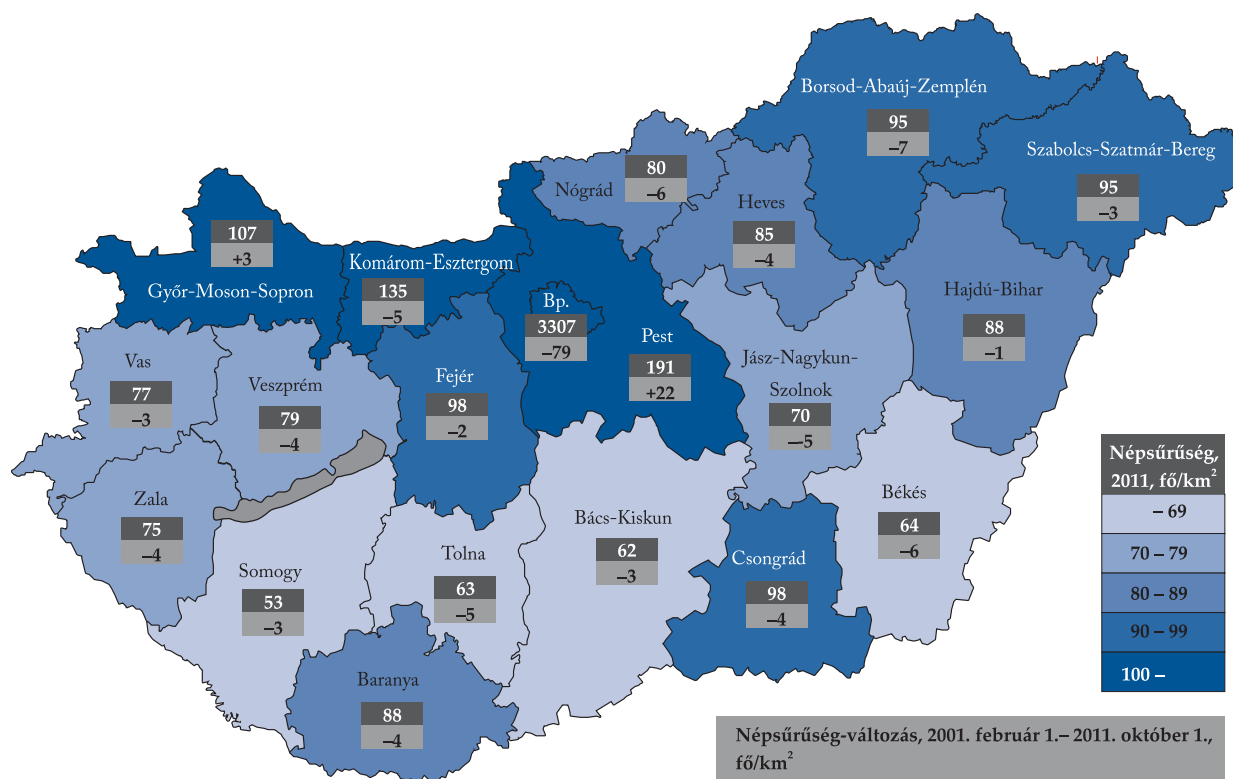 Borsod-Abaúj-Zemplén
95
–7
Szabolcs-Szatmár-Bereg
95
–3
Nógrád
80
–6
Heves
85
–4
107
+3
Győr-Moson-Sopron
Komárom-Esztergom
135
–5
Bp.
3307
–79
Pest
191
+22
Hajdú-Bihar
88
–1
Jász-Nagykun-
Szolnok
70
–5
Vas
77
–3
Veszprém
79
–4
Fejér
98
–2
Zala
75
–4
Somogy
53
–3
Tolna
63
–5
Bács-Kiskun
62
–3
Csongrád
98
–4
Békés
64
–6
Baranya
88
–4
Népsűrűség,
2011, fő/km²
– 69
70 – 79
80 – 89
90 – 99
100 –
Népsűrűség-változás, 2001. február 1.– 2011. október 1.,
fő/km²